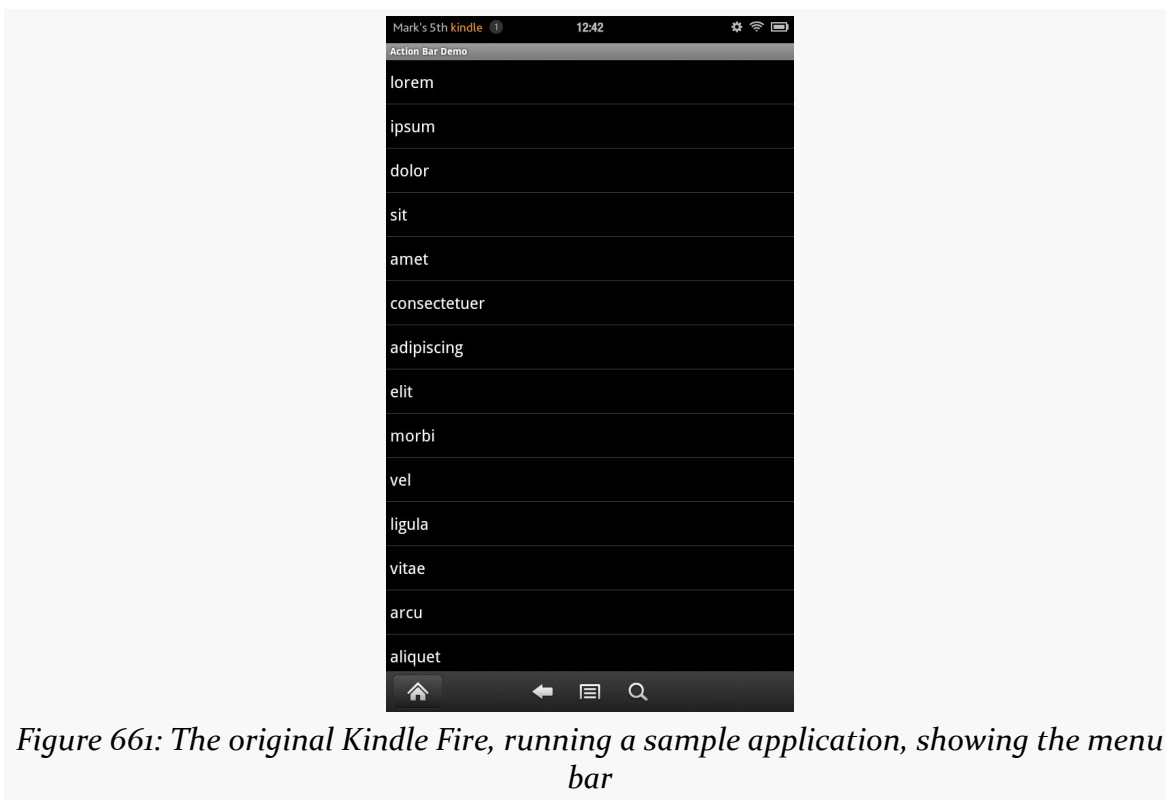 Mark's 5th kindle 1 12:42
Action Bar Demo
lorem
ipsum
dolor
sit
amet
consectetuer
adipiscing
elit
morbi
vel
ligula
vitae
arcu
aliquet
Figure 661: The original Kindle Fire, running a sample application, showing the menu
bar